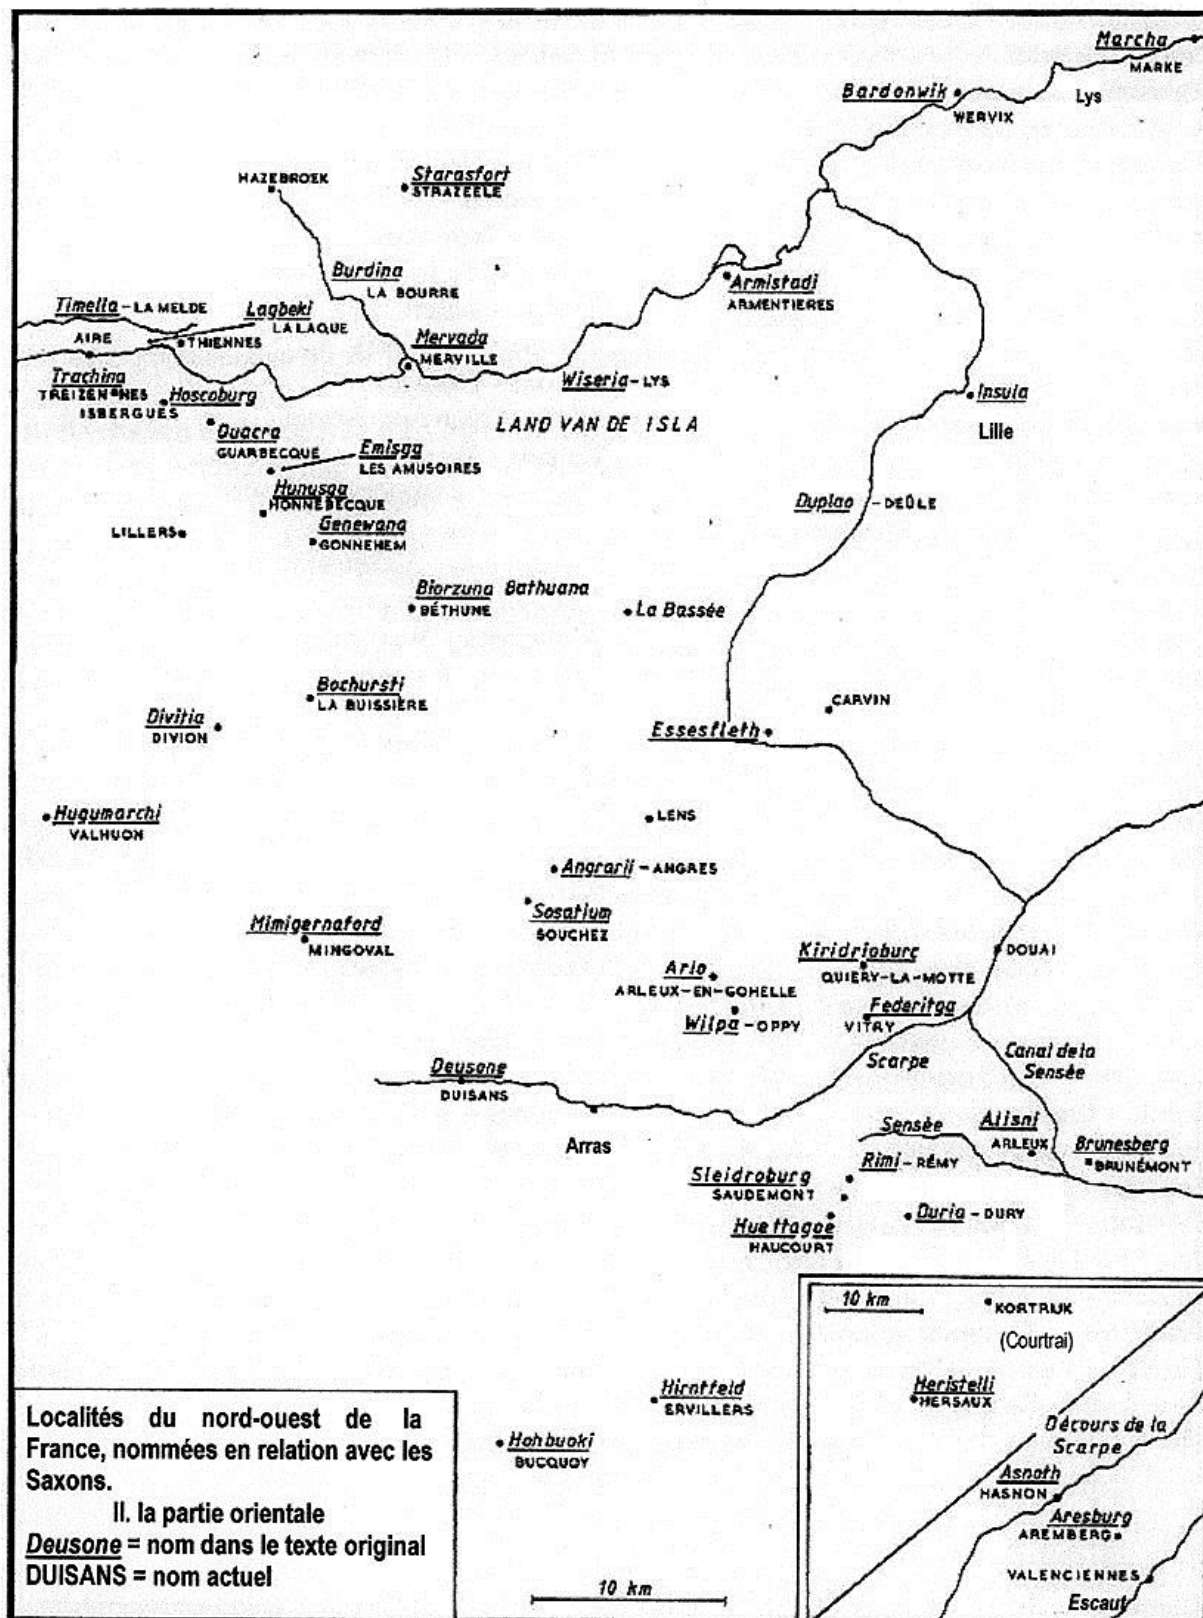 Marcha
MARKE
Bardonwik
WERVIX
Lys
HAZEBROEK
Starasfort
STRAZEELE
Burdina
LA BOURRE
Timella - LA MELDE
Lagbeki
LA LAQUE
AIRE
THIENNES
Mervada
MERVILLE
Armistadi
ARMENTIERES
Trachina
TREIZENNES
Hoscoburg
ISBERGUES
Wiseria - LYS
Insula
Lille
LAND VAN DE ISLA
Ouacra
GUARBECQUE
Emisga
LES AMUSOIRES
Hunusga
HONNEBECQUE
Duplao - DEÛLE
LILLERS
Genewana
GONNEHEM
Biorzuna Bathuana
BÉTHUNE
La Bassée
Bochursti
LA BUISSIÈRE
CARVIN
Divitia
DIVION
Essesfleth
Hugumarchi
VALHUON
LENS
Angrarii - ANGRES
Sosatium
SOUCHEZ
Mimigernaford
MINGOVAL
Kiridrioburc
QUIERY-LA-MOTTE
DOUAI
Arlo
ARLEUX-EN-GOHELLE
Wilpa - OPPY
Federitga
VITRY
Scarpe
Canal de la
Sensée
Deusone
DUISANS
Arras
Sensée
Alisni
ARLEUX
Brunesberg
BRUNÉMONT
Rimi - RÉMY
Sleidroburg
SAUDEMONT
Huettagoe
HAUCOURT
Duria - DURY
10 km
KORTRIJK
(Courtrai)
Heristelli
HERSAUX
Décours de la
Scarpe
Asnoth
HASNON
Aresburg
AREMBERG
VALENCIENNES
Escaut
Hirntfeld
ERVILLERS
Hohbuoki
BUCQUOY
Localités du nord-ouest de la
France, nommées en relation avec les
Saxons.
II. la partie orientale
Deusone = nom dans le texte original
DUISANS = nom actuel
10 km